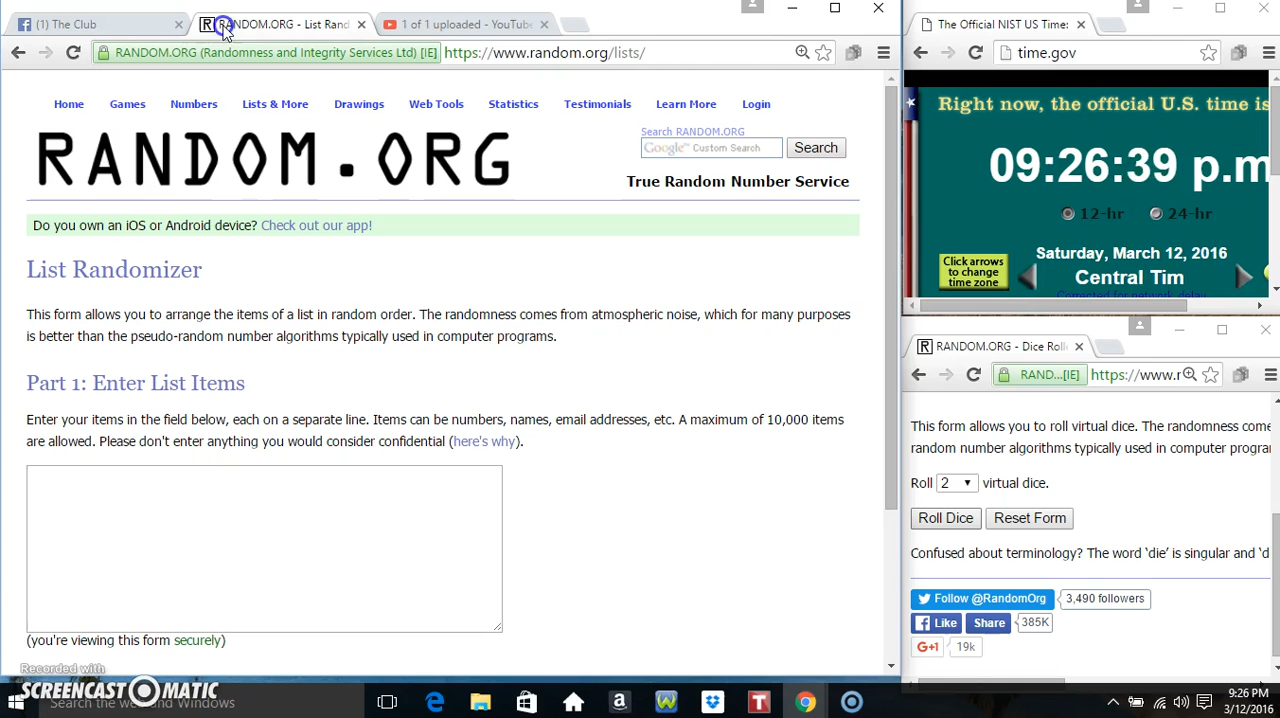 (1) The Club
RANDOM.ORG - List Rand
1 of 1 uploaded - YouTube
RANDOM.ORG (Randomness and Integrity Services Ltd) [IE]
https://www.random.org/lists/
Home Games Numbers Lists & More Drawings Web Tools Statistics Testimonials Learn More Login
RANDOM.ORG
Search RANDOM.ORG
Google™ Custom Search
Search
True Random Number Service
Do you own an iOS or Android device? Check out our app!
List Randomizer
This form allows you to arrange the items of a list in random order. The randomness comes from atmospheric noise, which for many purposes
is better than the pseudo-random number algorithms typically used in computer programs.
Part 1: Enter List Items
Enter your items in the field below, each on a separate line. Items can be numbers, names, email addresses, etc. A maximum of 10,000 items
are allowed. Please don't enter anything you would consider confidential (here's why).
(you're viewing this form securely)
Recorded with
SCREENCAST-O-MATIC
Search the web and Windows
The Official NIST US Time:
time.gov
Right now, the official U.S. time is
09:26:39 p.m
12-hr 24-hr
Click arrows
to change
time zone
Saturday, March 12, 2016
Central Tim
Corrected for network delay
RANDOM.ORG - Dice Roll
RAND...[IE]
https://www.r
This form allows you to roll virtual dice. The randomness come
random number algorithms typically used in computer program
Roll 2 virtual dice.
Roll Dice
Reset Form
Confused about terminology? The word ‘die’ is singular and ‘d
Follow @RandomOrg
3,490 followers
Like
Share
385K
G+1
19k
9:26 PM
3/12/2016